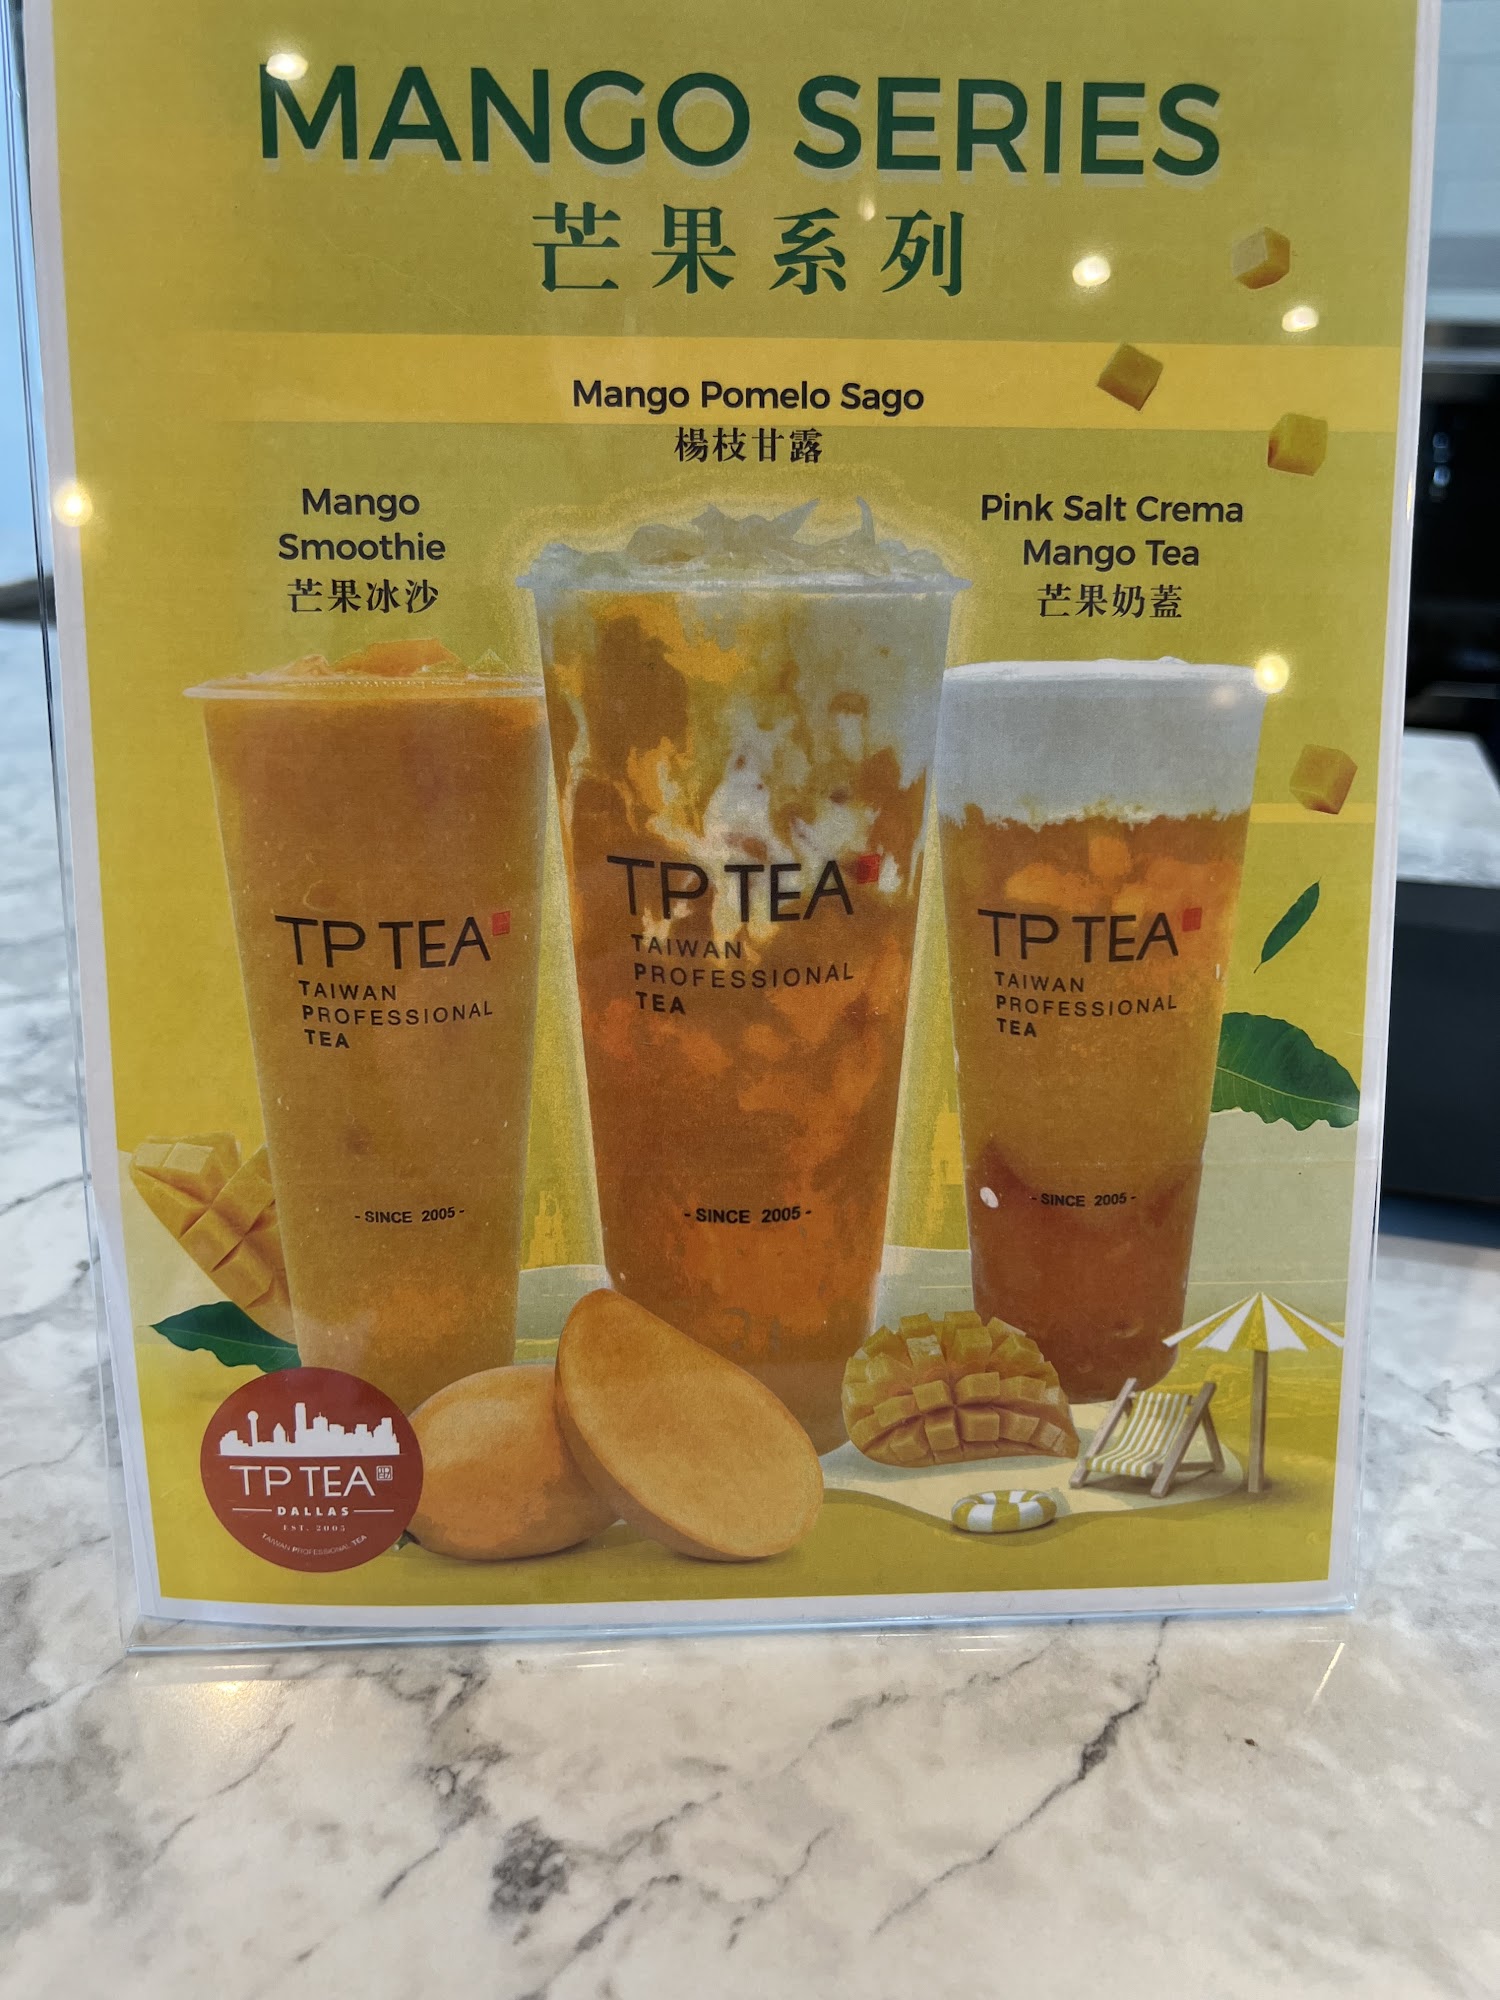 MANGO SERIES
芒果系列
Mango Pomelo Sago
楊枝甘露
Mango
Smoothie
芒果冰沙
Pink Salt Crema
Mango Tea
芒果奶蓋
TP TEA
TAIWAN
PROFESSIONAL
TEA
- SINCE 2005 -
TP TEA
TAIWAN
PROFESSIONAL
TEA
- SINCE 2005 -
TP TEA
TAIWAN
PROFESSIONAL
TEA
- SINCE 2005 -
TP TEA
DALLAS
EST. 2005
TAIWAN PROFESSIONAL TEA